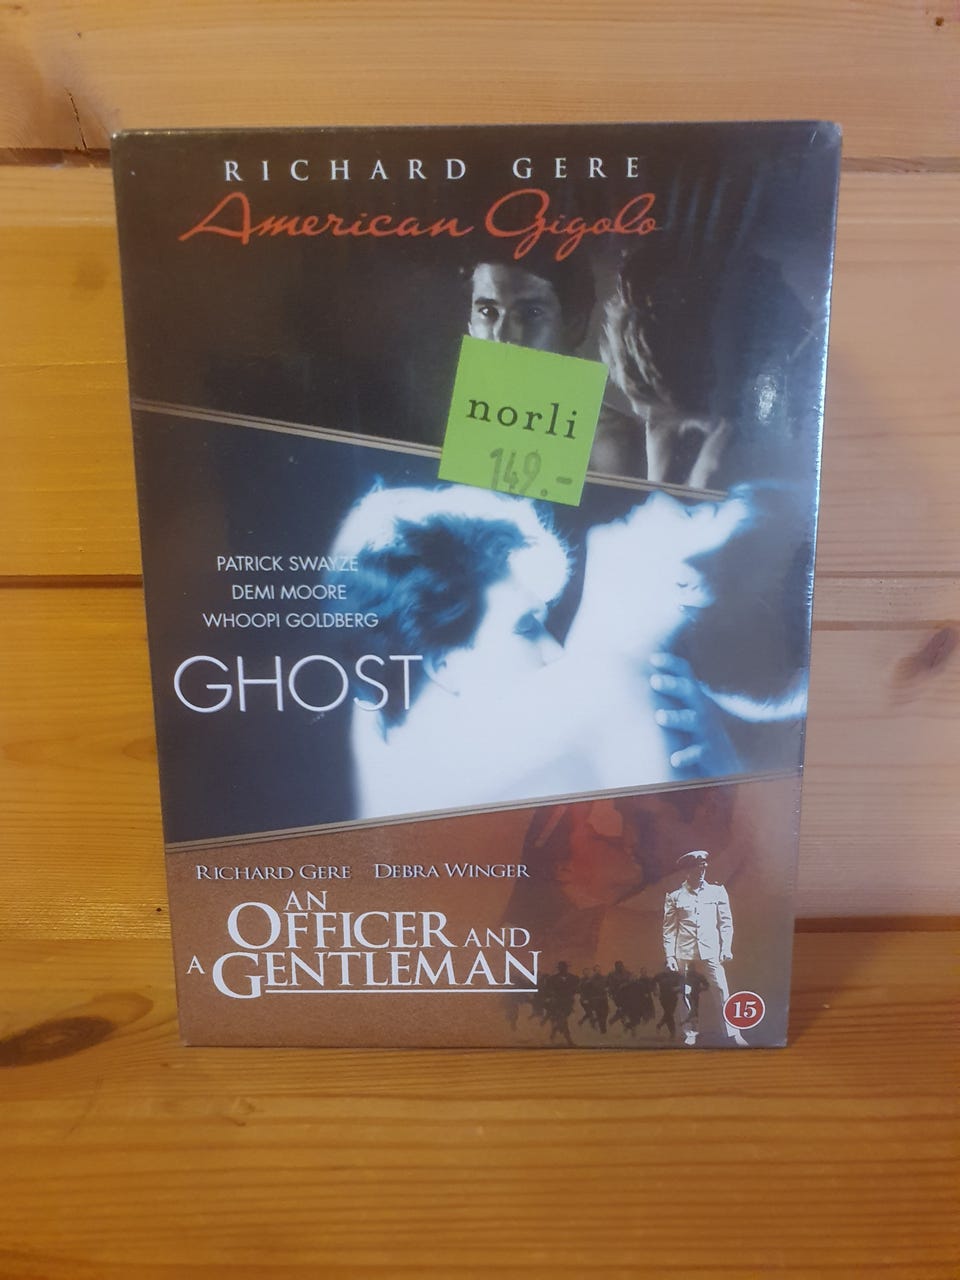 RICHARD GERE
American Gigolo
norli
149.-
PATRICK SWAYZE
DEMI MOORE
WHOOPI GOLDBERG
GHOST
RICHARD GERE DEBRA WINGER
AN
OFFICER AND
A GENTLEMAN
15